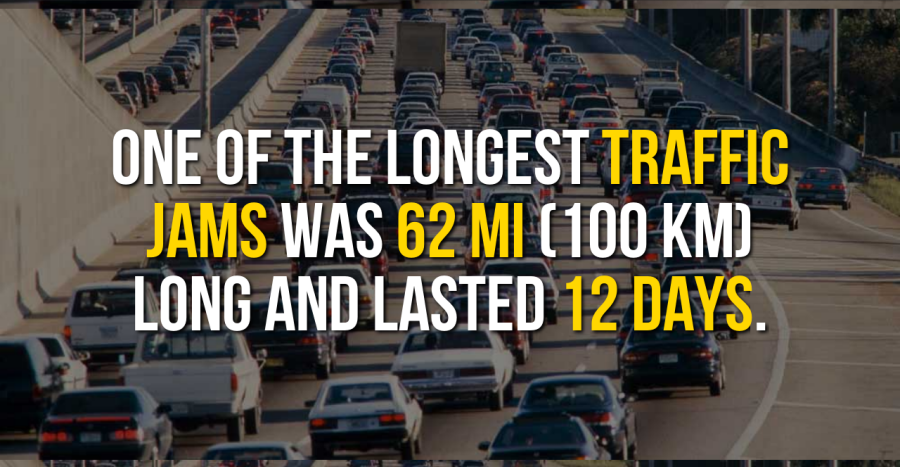 ONE OF THE LONGEST TRAFFIC
JAMS WAS 62 MI (100 KM)
LONG AND LASTED 12 DAYS.